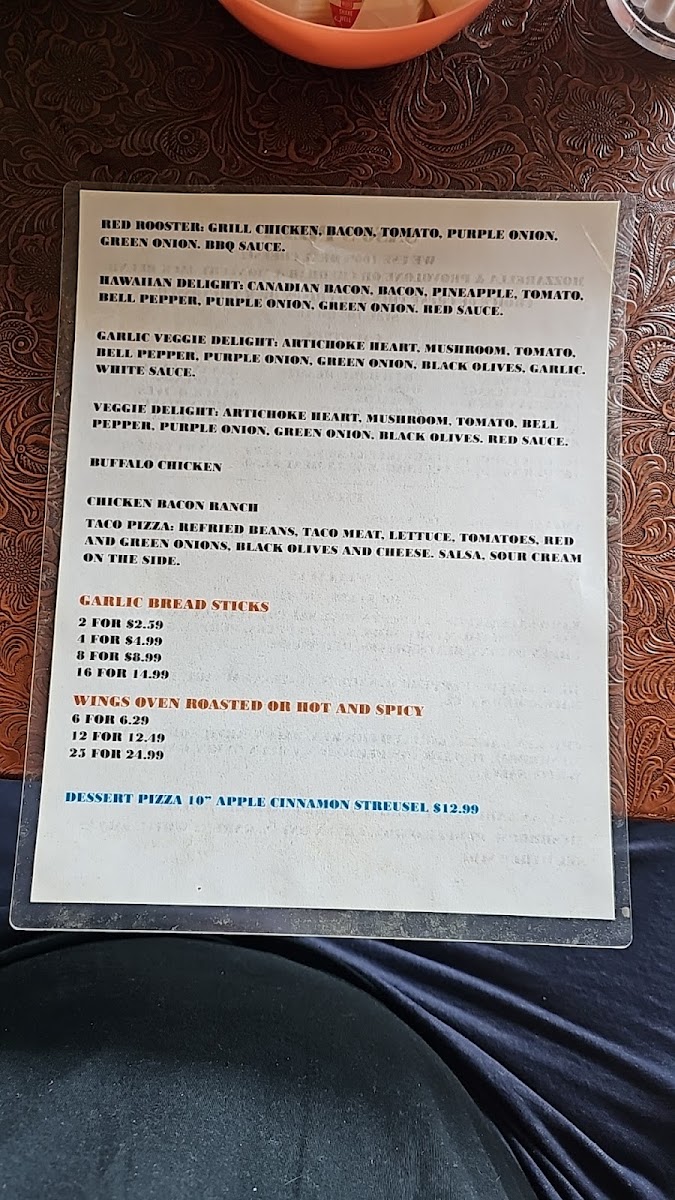 RED ROOSTER: GRILL CHICKEN, BACON, TOMATO, PURPLE ONION,
GREEN ONION. BBQ SAUCE.
HAWAIIAN DELIGHT: CANADIAN BACON, BACON, PINEAPPLE, TOMATO,
BELL PEPPER, PURPLE ONION, GREEN ONION. RED SAUCE.
GARLIC VEGGIE DELIGHT: ARTICHOKE HEART, MUSHROOM, TOMATO,
BELL PEPPER, PURPLE ONION, GREEN ONION, BLACK OLIVES, GARLIC.
WHITE SAUCE.
VEGGIE DELIGHT: ARTICHOKE HEART, MUSHROOM, TOMATO, BELL
PEPPER, PURPLE ONION, GREEN ONION. BLACK OLIVES. RED SAUCE.
BUFFALO CHICKEN
CHICKEN BACON RANCH
TACO PIZZA: REFRIED BEANS, TACO MEAT, LETTUCE, TOMATOES, RED
AND GREEN ONIONS, BLACK OLIVES AND CHEESE. SALSA, SOUR CREAM
ON THE SIDE.
GARLIC BREAD STICKS
2 FOR $2.59
4 FOR $4.99
8 FOR $8.99
16 FOR 14.99
WINGS OVEN ROASTED OR HOT AND SPICY
6 FOR 6.29
12 FOR 12.49
25 FOR 24.99
DESSERT PIZZA 10" APPLE CINNAMON STREUSEL $12.99